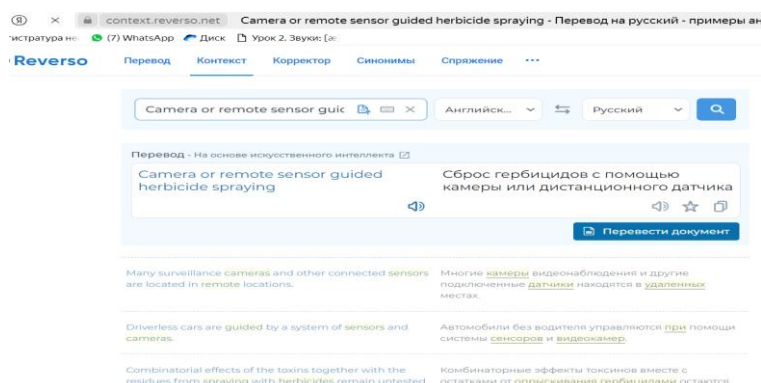 context.reverso.net Camera or remote sensor guided herbicide spraying - Перевод на русский - примеры ан
(7) WhatsApp Диск Урок 2. Звуки: [æ
Reverso Перевод Контекст Корректор Синонимы Спряжение ...
Camera or remote sensor guic Английск... Русский
Перевод - На основе искусственного интеллекта
Camera or remote sensor guided Сброс гербицидов с помощью
herbicide spraying камеры или дистанционного датчика
Перевести документ
Many surveillance cameras and other connected sensors Многие камеры видеонаблюдения и другие
are located in remote locations. подключенные датчики находятся в удаленных
местах.
Driverless cars are guided by a system of sensors and Автомобили без водителя управляются при помощи
cameras. системы сенсоров и видеокамер.
Combinatorial effects of the toxins together with the Комбинаторные эффекты токсинов вместе с
residues from spraying with herbicides remain untested остатками от опрыскивания гербицидами остаются